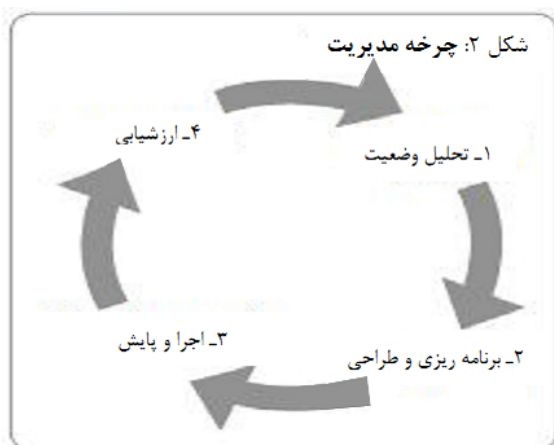 شکل ۲: چرخه مدیریت
۱ـ تحلیل وضعیت
۲ـ برنامه ریزی و طراحی
۳ـ اجرا و پایش
۴ـ ارزشیابی